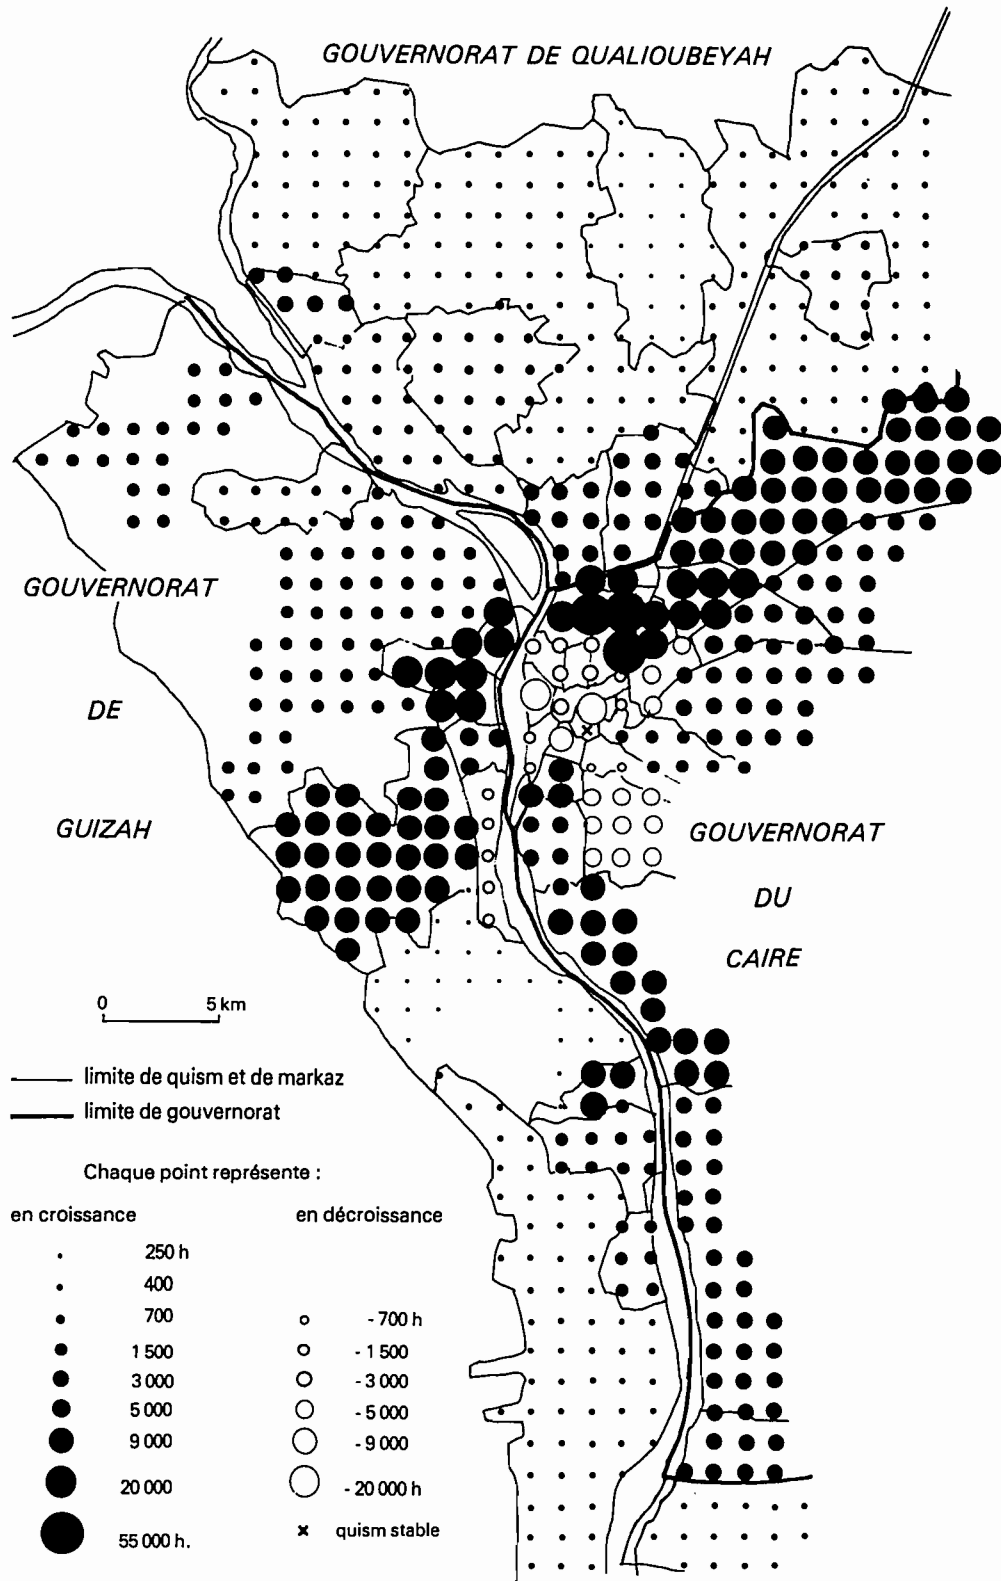 GOUVERNORAT DE QUALIOUBEYAH
GOUVERNORAT
DE
GUIZAH
GOUVERNORAT
DU
CAIRE
0 5 km
limite de quism et de markaz
limite de gouvernorat
Chaque point représente :
en croissance en décroissance
250 h
400
700 - 700 h
1 500 - 1 500
3 000 - 3 000
5 000 - 5 000
9 000 - 9 000
20 000 - 20 000 h
55 000 h. x quism stable